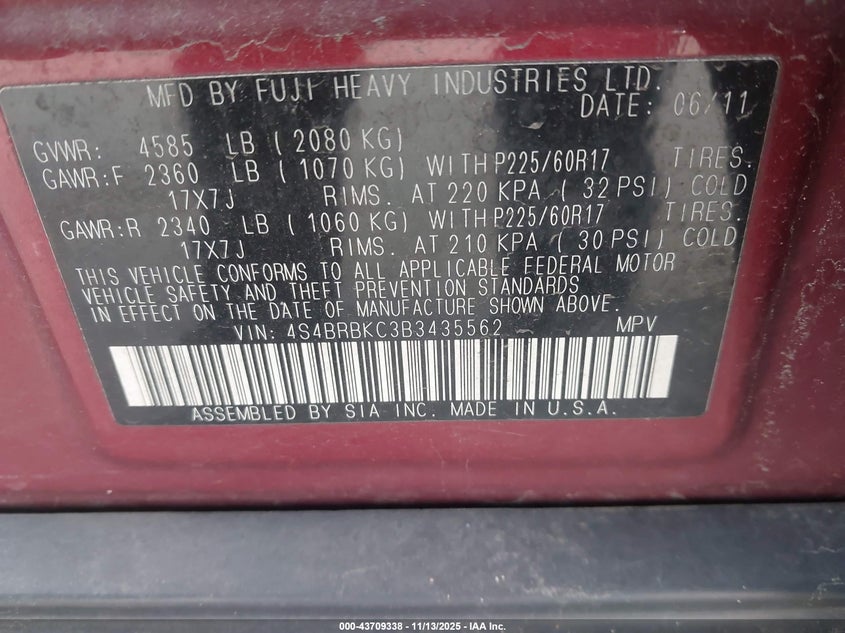 MFD BY FUJI HEAVY INDUSTRIES LTD.
DATE: 06/11
GVWR: 4585 LB ( 2080 KG)
GAWR:F 2360 LB ( 1070 KG) WITH P225/60R17 TIRES.
17X7J RIMS. AT 220 KPA ( 32 PSI) COLD
GAWR:R 2340 LB ( 1060 KG) WITH P225/60R17 TIRES.
17X7J RIMS. AT 210 KPA ( 30 PSI) COLD
THIS VEHICLE CONFORMS TO ALL APPLICABLE FEDERAL MOTOR
VEHICLE SAFETY AND THEFT PREVENTION STANDARDS
IN EFFECT ON THE DATE OF MANUFACTURE SHOWN ABOVE.
VIN: 4S4BRBKC3B3435562 MPV
ASSEMBLED BY SIA INC. MADE IN U.S.A.
000-43709338 - 11/13/2025 - IAA Inc.